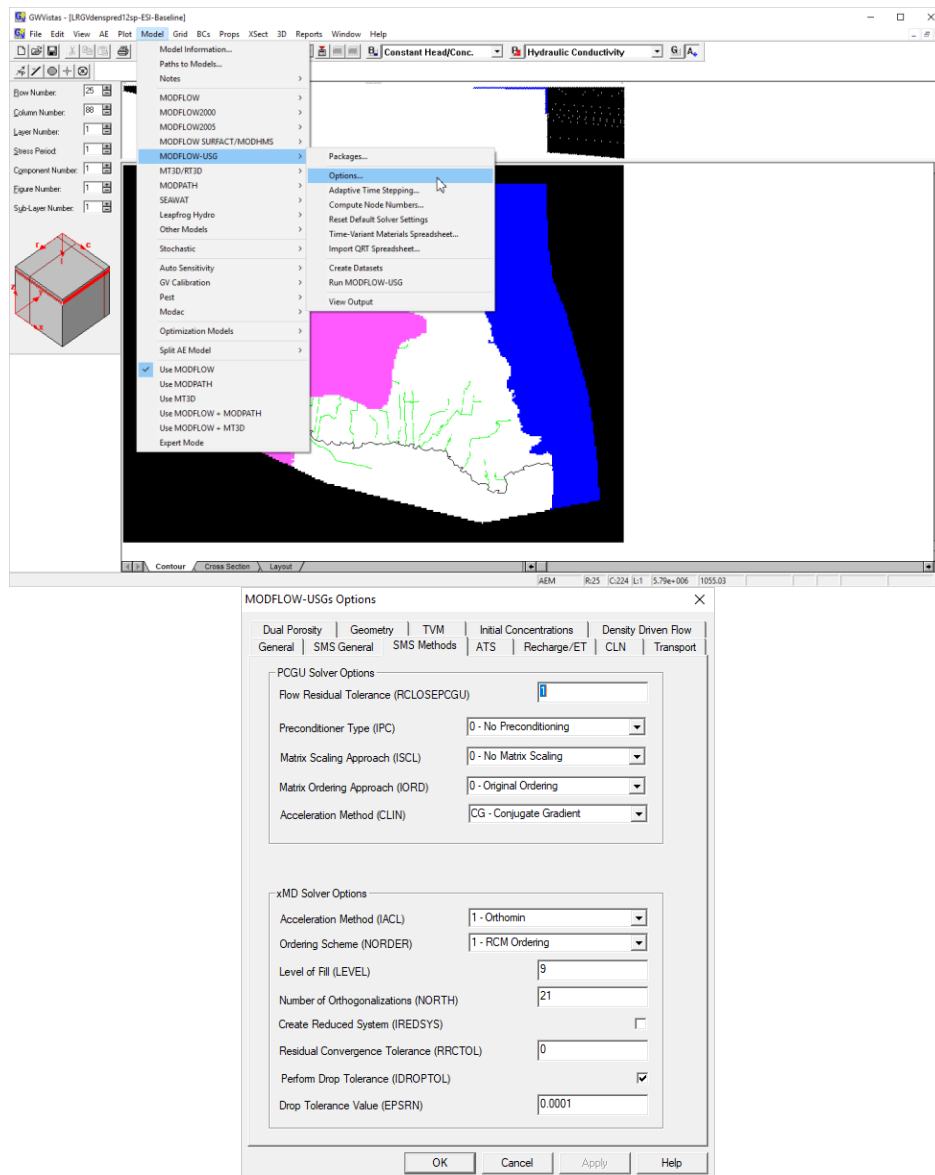 GWVistas - [LRGVdenspred12sp-ESI-Baseline]
File Edit View AE Plot Model Grid BCs Props XSect 3D Reports Window Help
Constant Head/Conc. Hydraulic Conductivity G:
Row Number: 25
Column Number: 88
Layer Number: 1
Stress Period: 1
Component Number: 1
Figure Number: 1
Sub-Layer Number: 1
r c
l
z y
x
Model Information...
Paths to Models...
Notes
MODFLOW
MODFLOW2000
MODFLOW2005
MODFLOW SURFACT/MODHMS
MODFLOW-USG
MT3D/RT3D
MODPATH
SEAWAT
Leapfrog Hydro
Other Models
Stochastic
Auto Sensitivity
GV Calibration
Pest
Modac
Optimization Models
Split AE Model
Use MODFLOW
Use MODPATH
Use MT3D
Use MODFLOW + MODPATH
Use MODFLOW + MT3D
Expert Mode
Packages...
Options...
Adaptive Time Stepping...
Compute Node Numbers...
Reset Default Solver Settings
Time-Variant Materials Spreadsheet...
Import QRT Spreadsheet...
Create Datasets
Run MODFLOW-USG
View Output
Contour Cross Section Layout
AEM R:25 C:224 L:1 5.79e+006 1055.03
MODFLOW-USGs Options
Dual Porosity Geometry TVM Initial Concentrations Density Driven Flow
General SMS General SMS Methods ATS Recharge/ET CLN Transport
PCGU Solver Options
Flow Residual Tolerance (RCLOSEPCGU) 1
Preconditioner Type (IPC) 0 - No Preconditioning
Matrix Scaling Approach (ISCL) 0 - No Matrix Scaling
Matrix Ordering Approach (IORD) 0 - Original Ordering
Acceleration Method (CLIN) CG - Conjugate Gradient
xMD Solver Options
Acceleration Method (IACL) 1 - Orthomin
Ordering Scheme (NORDER) 1 - RCM Ordering
Level of Fill (LEVEL) 9
Number of Orthogonalizations (NORTH) 21
Create Reduced System (IREDSYS)
Residual Convergence Tolerance (RRCTOL) 0
Perform Drop Tolerance (IDROPTOL)
Drop Tolerance Value (EPSRN) 0.0001
OK Cancel Apply Help